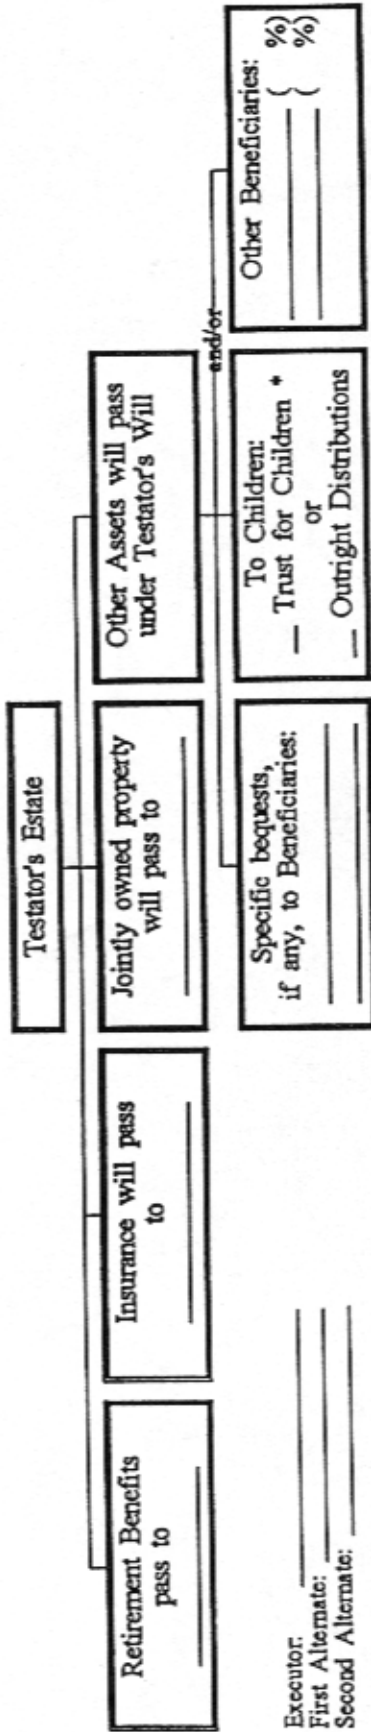 Testator's Estate
Retirement Benefits
pass to
Insurance will pass
to
Jointly owned property
will pass to
Other Assets will pass
under Testator's Will
and/or
Specific bequests,
if any, to Beneficiaries:
To Children:
Trust for Children *
or
Outright Distributions
Other Beneficiaries:
( %)
( %)
Executor:
First Alternate:
Second Alternate: